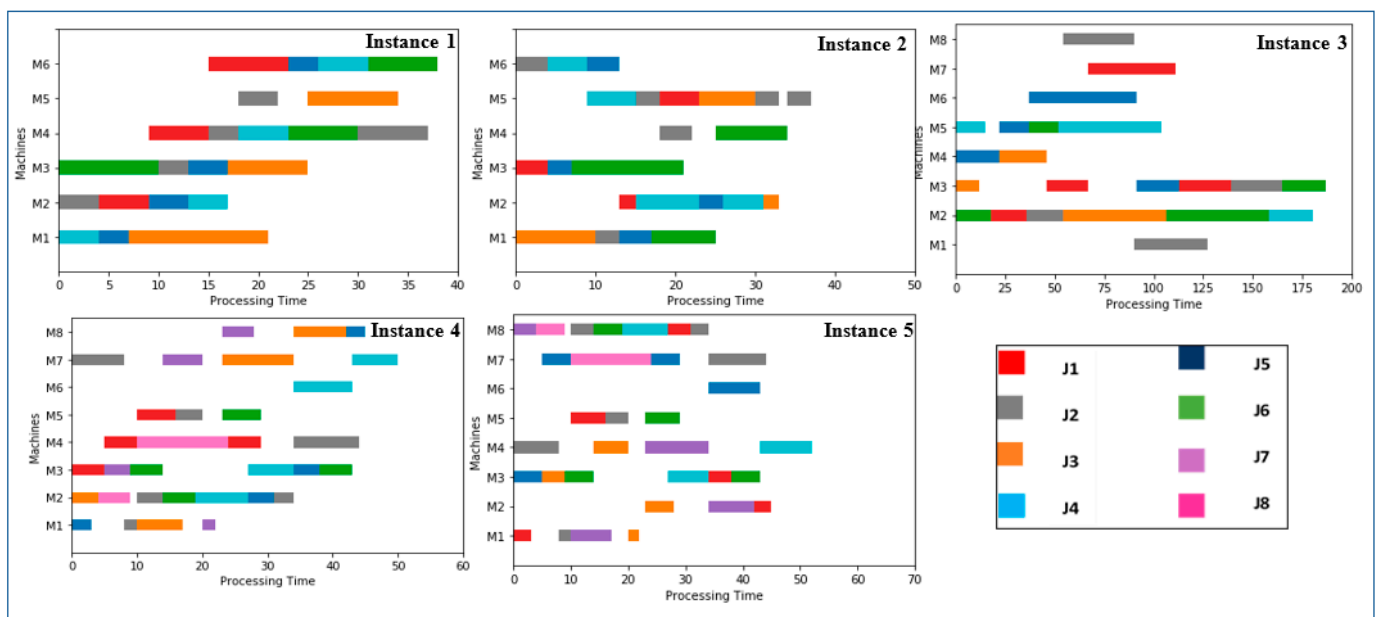 Instance 1
M6
M5
M4
M3
M2
M1
Machines
0 5 10 15 20 25 30 35 40
Processing Time
Instance 2
M6
M5
M4
M3
M2
M1
Machines
0 10 20 30 40 50
Processing Time
Instance 3
M8
M7
M6
M5
M4
M3
M2
M1
Machines
0 25 50 75 100 125 150 175 200
Processing Time
Instance 4
M8
M7
M6
M5
M4
M3
M2
M1
Machines
0 10 20 30 40 50 60
Processing Time
Instance 5
M8
M7
M6
M5
M4
M3
M2
M1
Machines
0 10 20 30 40 50 60 70
Processing Time
J1 J5
J2 J6
J3 J7
J4 J8